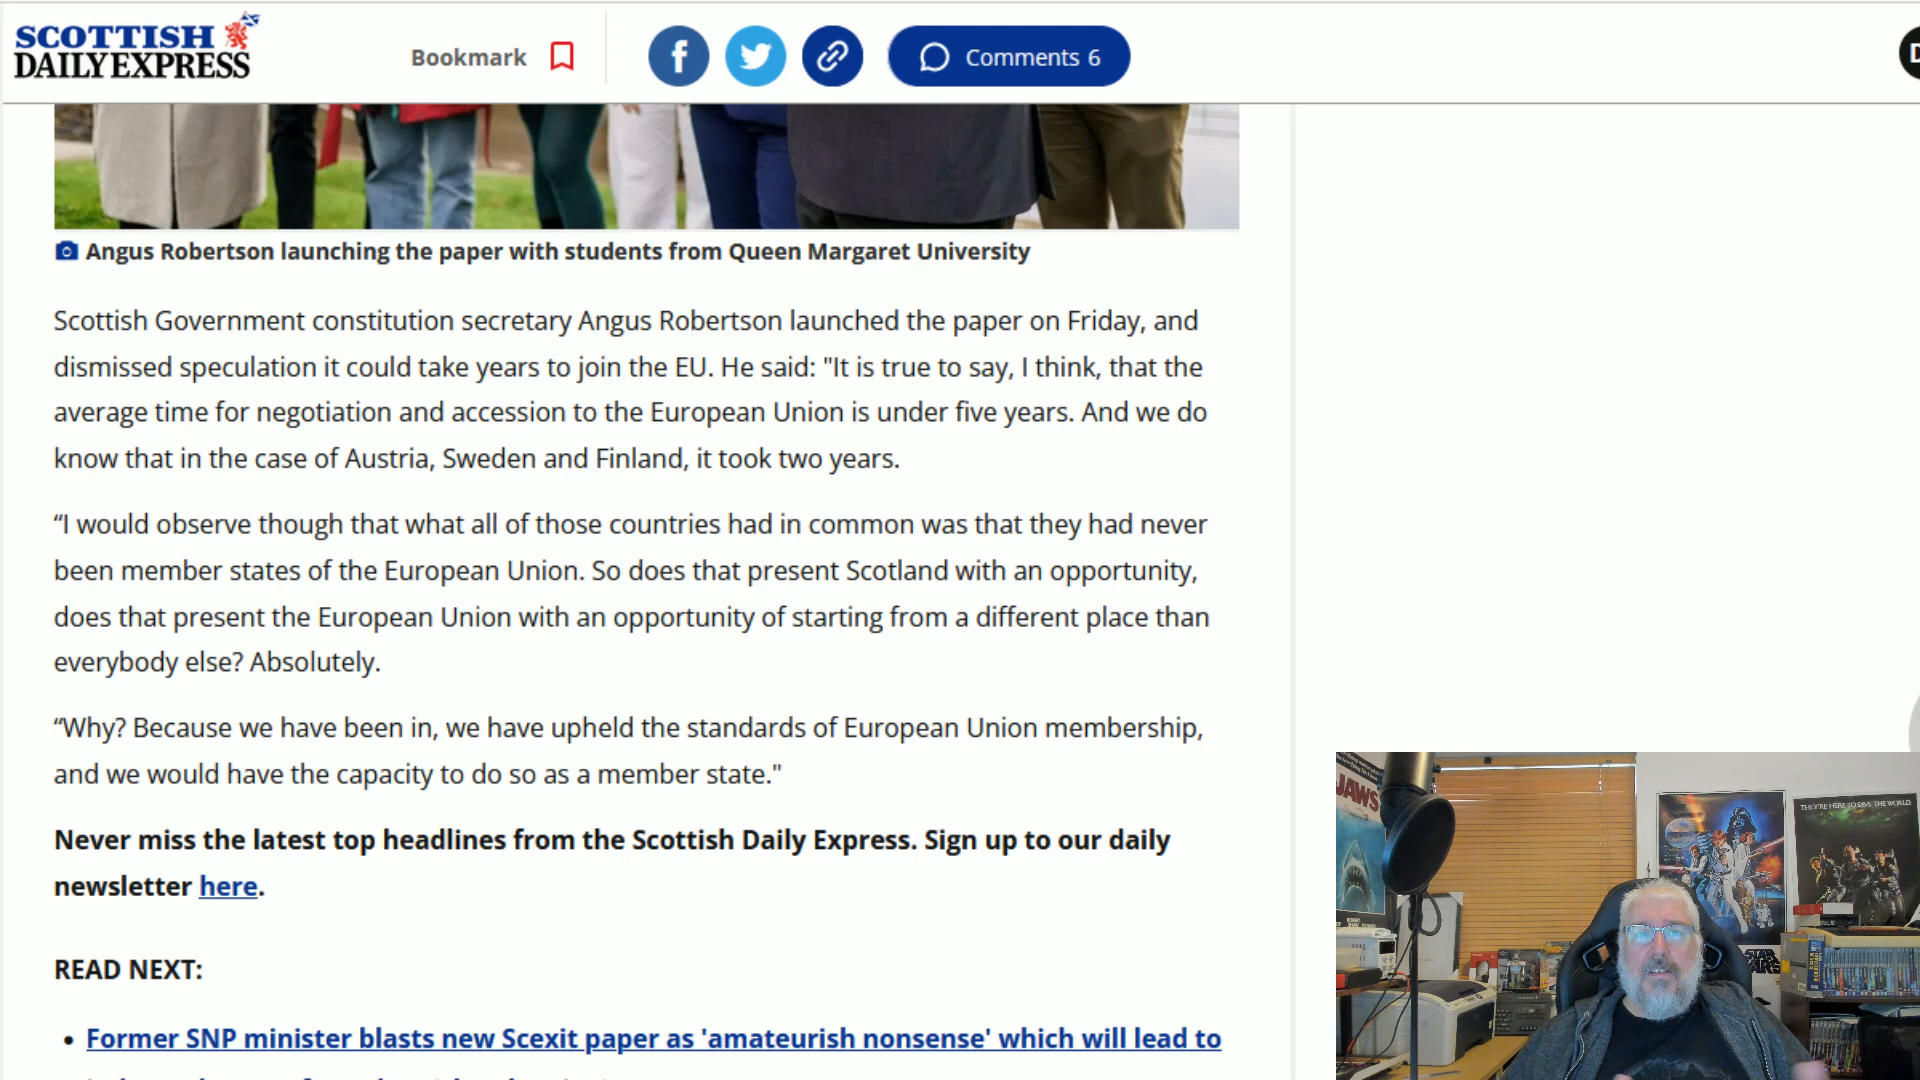 SCOTTISH
DAILY EXPRESS
Bookmark
Comments 6
Angus Robertson launching the paper with students from Queen Margaret University
Scottish Government constitution secretary Angus Robertson launched the paper on Friday, and
dismissed speculation it could take years to join the EU. He said: "It is true to say, I think, that the
average time for negotiation and accession to the European Union is under five years. And we do
know that in the case of Austria, Sweden and Finland, it took two years.
“I would observe though that what all of those countries had in common was that they had never
been member states of the European Union. So does that present Scotland with an opportunity,
does that present the European Union with an opportunity of starting from a different place than
everybody else? Absolutely.
“Why? Because we have been in, we have upheld the standards of European Union membership,
and we would have the capacity to do so as a member state."
Never miss the latest top headlines from the Scottish Daily Express. Sign up to our daily
newsletter here.
READ NEXT:
• Former SNP minister blasts new Scexit paper as 'amateurish nonsense' which will lead to
JAWS
THEY'RE HERE TO SAVE THE WORLD
STAR
WARS